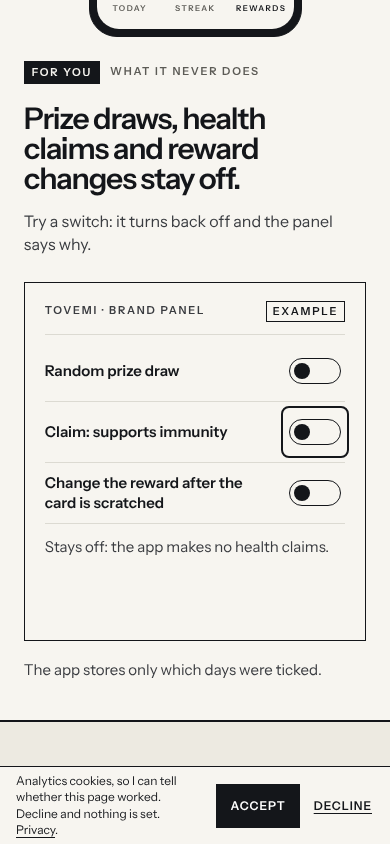 TODAY STREAK REWARDS
FOR YOU WHAT IT NEVER DOES
Prize draws, health
claims and reward
changes stay off.
Try a switch: it turns back off and the panel
says why.
TOVEMI · BRAND PANEL EXAMPLE
Random prize draw
Claim: supports immunity
Change the reward after the
card is scratched
Stays off: the app makes no health claims.
The app stores only which days were ticked.
Analytics cookies, so I can tell
whether this page worked.
Decline and nothing is set.
Privacy.
ACCEPT DECLINE